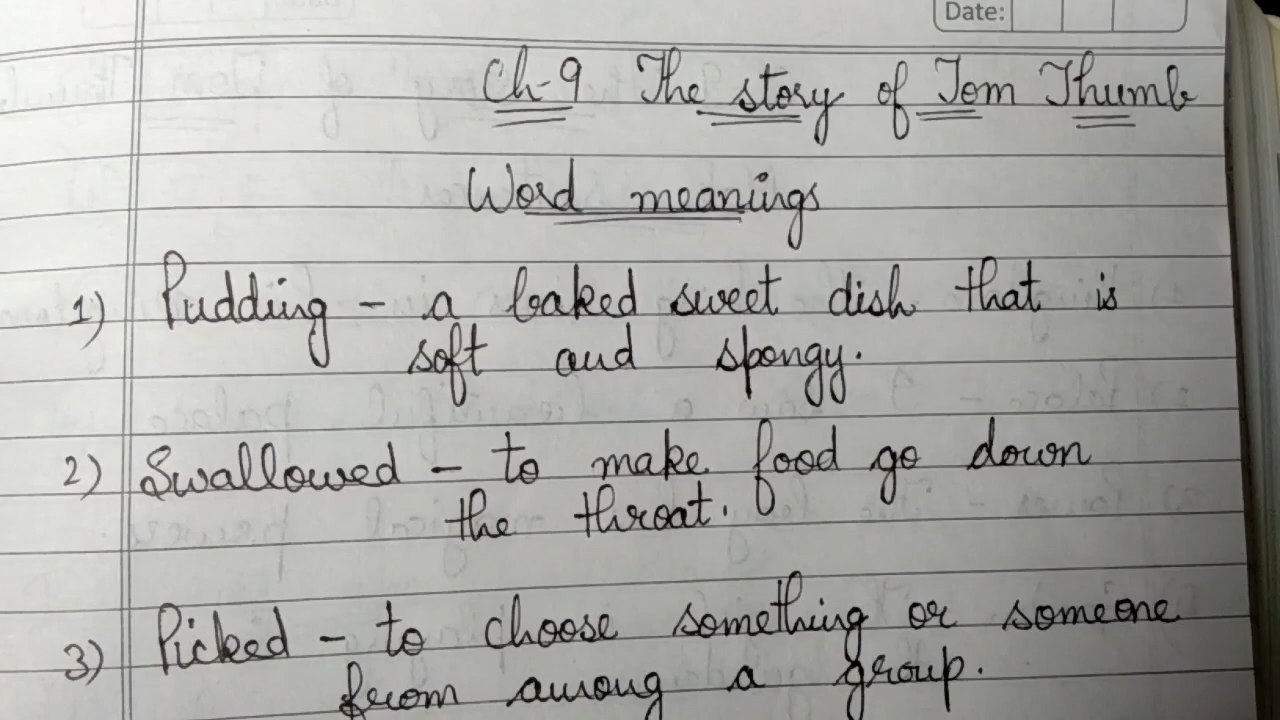 Date:
Ch-9 The story of Tom Thumb
Word meanings
1) Pudding - a baked sweet dish that is
soft and spongy.
2) Swallowed - to make food go down
the throat.
3) Picked - to choose something or someone
from among a group.